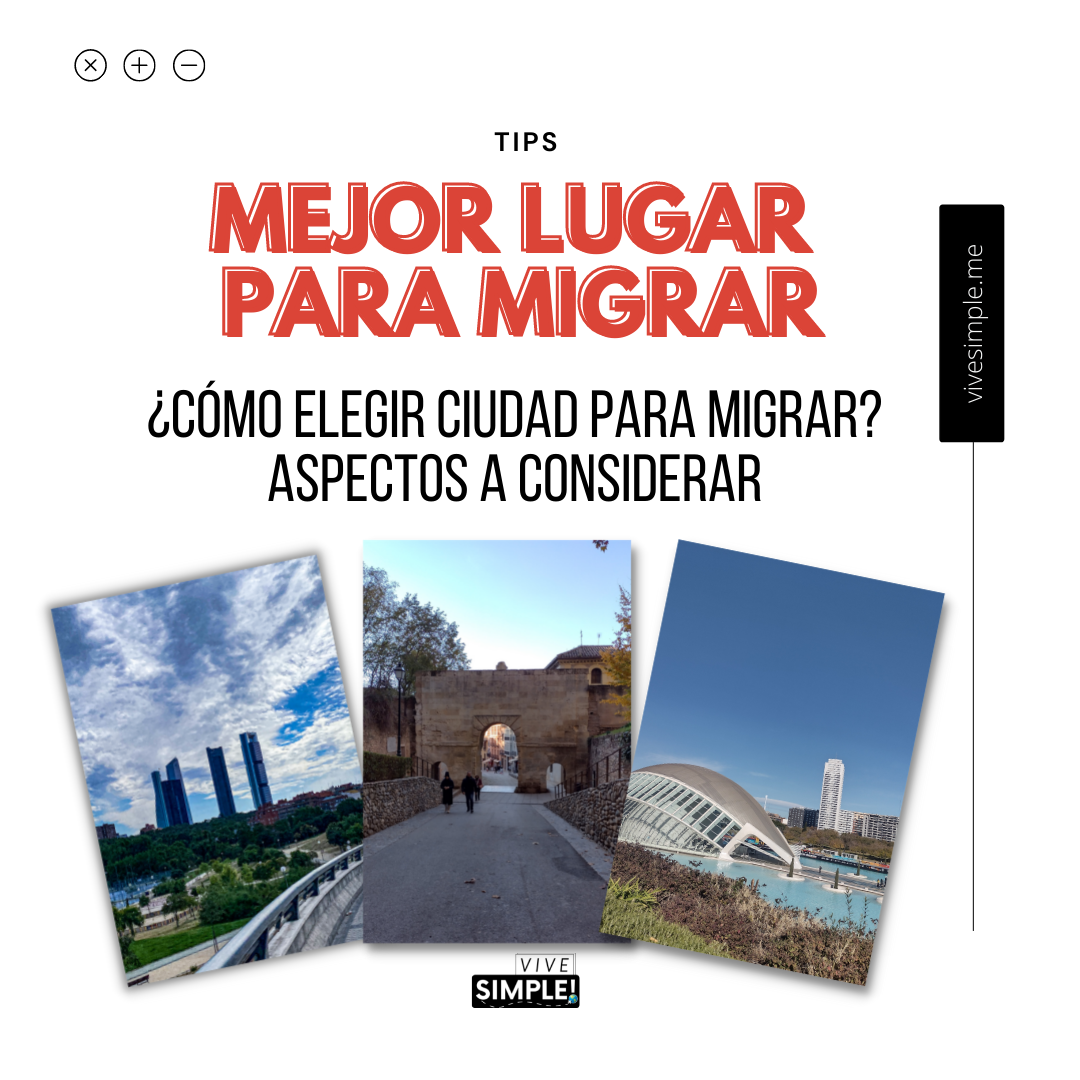 TIPS
MEJOR LUGAR
PARA MIGRAR
¿CÓMO ELEGIR CIUDAD PARA MIGRAR?
ASPECTOS A CONSIDERAR
vivesimple.me
VIVE
SIMPLE!